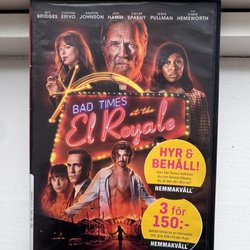 JEFF BRIDGES CYNTHIA ERIVO DAKOTA JOHNSON JON HAMM CAILEE SPAENY LEWIS PULLMAN CHRIS HEMSWORTH
BAD TIMES at the
El Royale
HYR &
BEHÅLL!
HEMMAKVÄLL
3 för
150:-
HEMMAKVÄLL